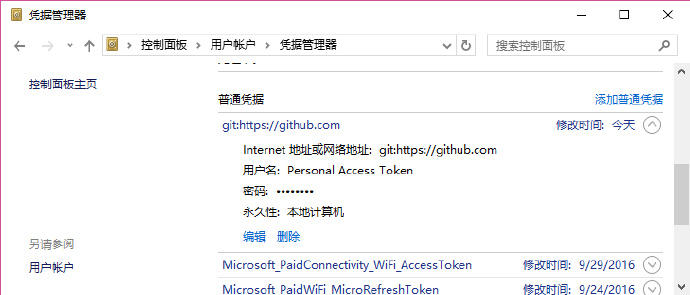 凭据管理器
控制面板 用户帐户 凭据管理器
搜索控制面板
控制面板主页
普通凭据
添加普通凭据
git:https://github.com
修改时间: 今天
Internet 地址或网络地址: git:https://github.com
用户名: Personal Access Token
密码: ••••••••
永久性: 本地计算机
编辑 删除
Microsoft_PaidConnectivity_WiFi_AccessToken
修改时间: 9/29/2016
Microsoft_PaidWiFi_MicroRefreshToken
修改时间: 9/24/2016
另请参阅
用户帐户